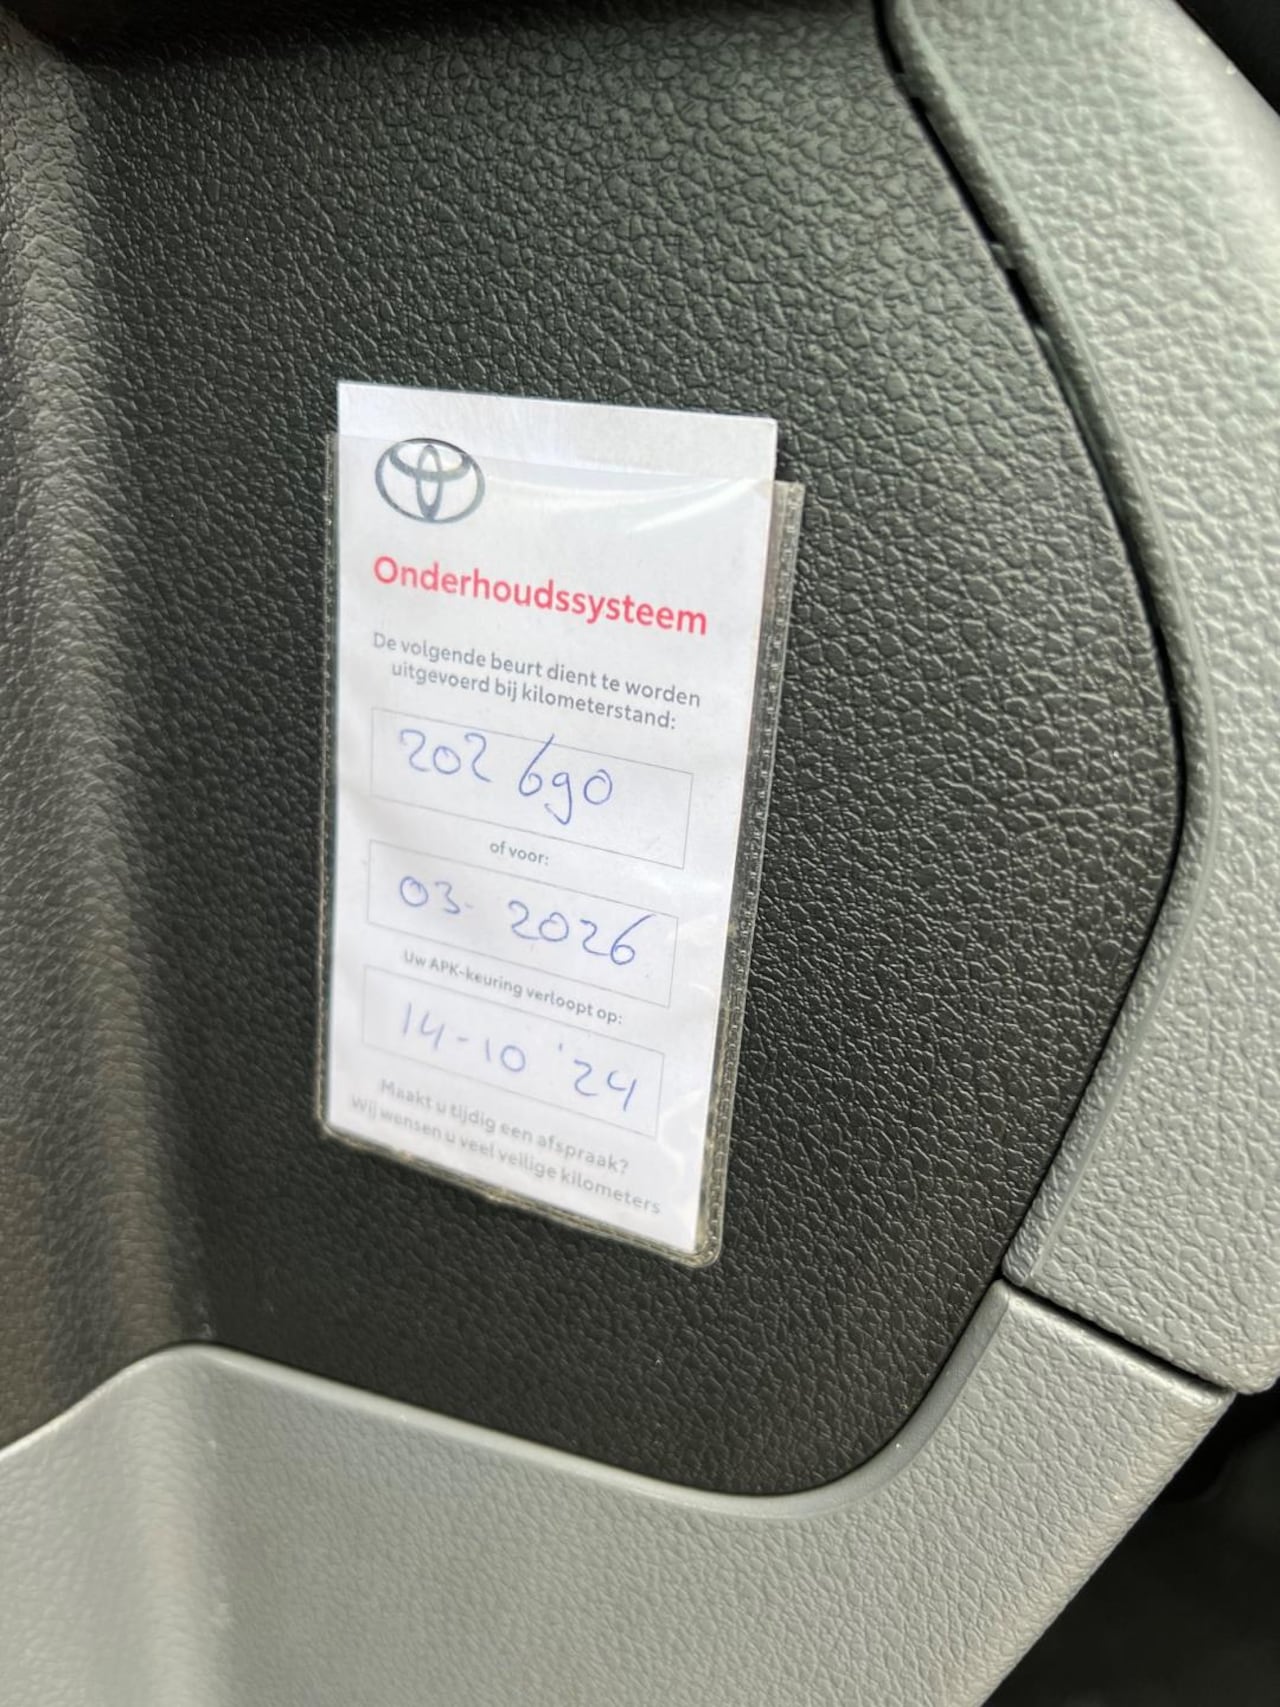 Onderhoudssysteem
De volgende beurt dient te worden
uitgevoerd bij kilometerstand:
202 690
of voor:
03-2026
Uw APK-keuring verloopt op:
14-10 '24
Maakt u tijdig een afspraak?
Wij wensen u veel veilige kilometers